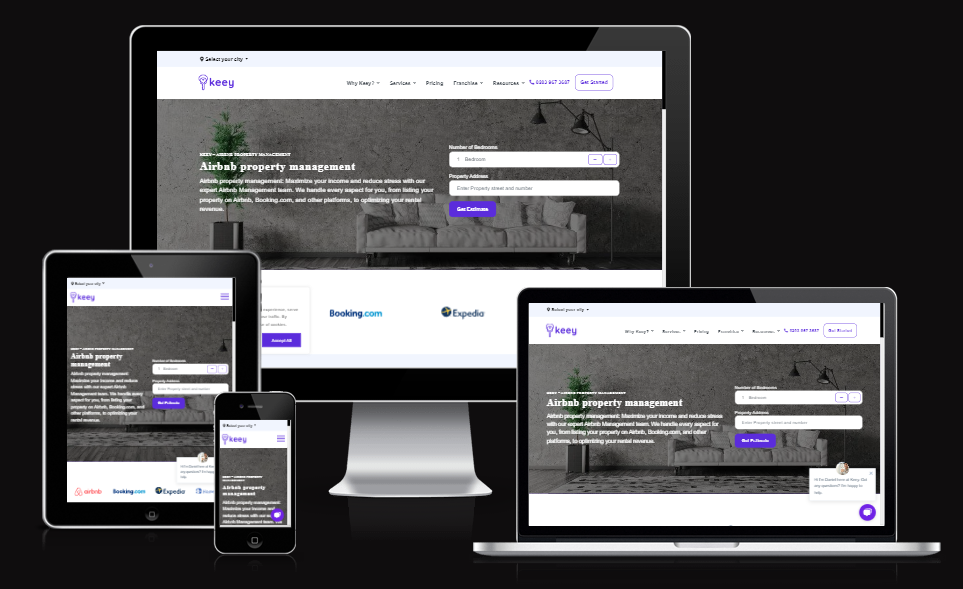 Select your city
keey
Why Keey?
Services
Pricing
Franchise
Resources
0203 967 3687
Get Started
KEEY – AIRBNB PROPERTY MANAGEMENT
Airbnb property management
Airbnb property management: Maximize your income and reduce stress with our
expert Airbnb Management team. We handle every aspect for you, from listing your
property on Airbnb, Booking.com, and other platforms, to optimizing your rental
revenue.
Number of Bedrooms
1 Bedroom
Property Address
Enter Property street and number
Get Estimate
Accept All
Booking.com
Expedia
Select your city
keey
Airbnb property
management
Airbnb property management:
Maximize your income and reduce
stress with our expert Airbnb
Management team. We handle every
aspect for you, from listing your
property on Airbnb, Booking.com, and
other platforms, to optimizing your
rental revenue.
Number of Bedrooms
1 Bedroom
Property Address
Enter Property street and number
Get Estimate
airbnb
Booking.com
Expedia
Select your city
keey
KEEY – AIRBNB PROPERTY
MANAGEMENT
Airbnb property
management
Airbnb property management:
Maximize your income and reduce
stress with our
Airbnb Management team.
Select your city
keey
Why Keey?
Services
Pricing
Franchise
Resources
0203 967 3687
Get Started
KEEY – AIRBNB PROPERTY MANAGEMENT
Airbnb property management
Airbnb property management: Maximize your income and reduce stress
with our expert Airbnb Management team. We handle every aspect for
you, from listing your property on Airbnb, Booking.com, and other
platforms, to optimizing your rental revenue.
Number of Bedrooms
1 Bedroom
Property Address
Enter Property street and number
Get Estimate
Hi I'm Daniel here at Keey. Got
any question? I'm happy to
help.